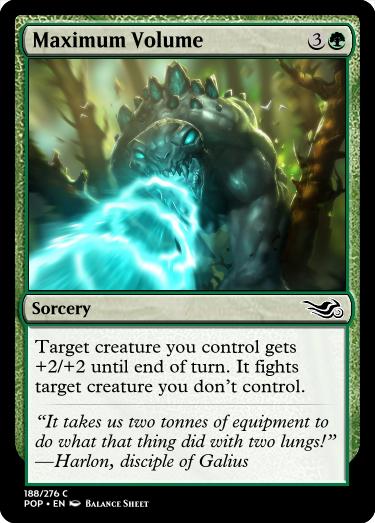 Maximum Volume 3
Sorcery
Target creature you control gets
+2/+2 until end of turn. It fights
target creature you don't control.
“It takes us two tonnes of equipment to
do what that thing did with two lungs!”
—Harlon, disciple of Galius
188/276 C
POP • EN Balance Sheet